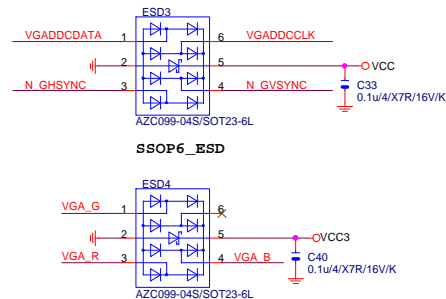 ESD3
VGADDCDATA 1 6 VGADDCCLK
2 5 VCC
N_GHSYNC 3 4 N_GVSYNC
C33
0.1u/4/X7R/16V/K
AZC099-04S/SOT23-6L
SSOP6_ESD
ESD4
VGA_G 1 6
2 5 VCC3
VGA_R 3 4 VGA_B
C40
0.1u/4/X7R/16V/K
AZC099-04S/SOT23-6L